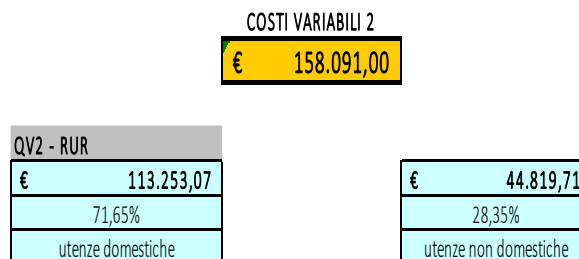 COSTI VARIABILI 2
€ 158.091,00
QV2 - RUR
€ 113.253,07 € 44.819,71
71,65% 28,35%
utenze domestiche utenze non domestiche